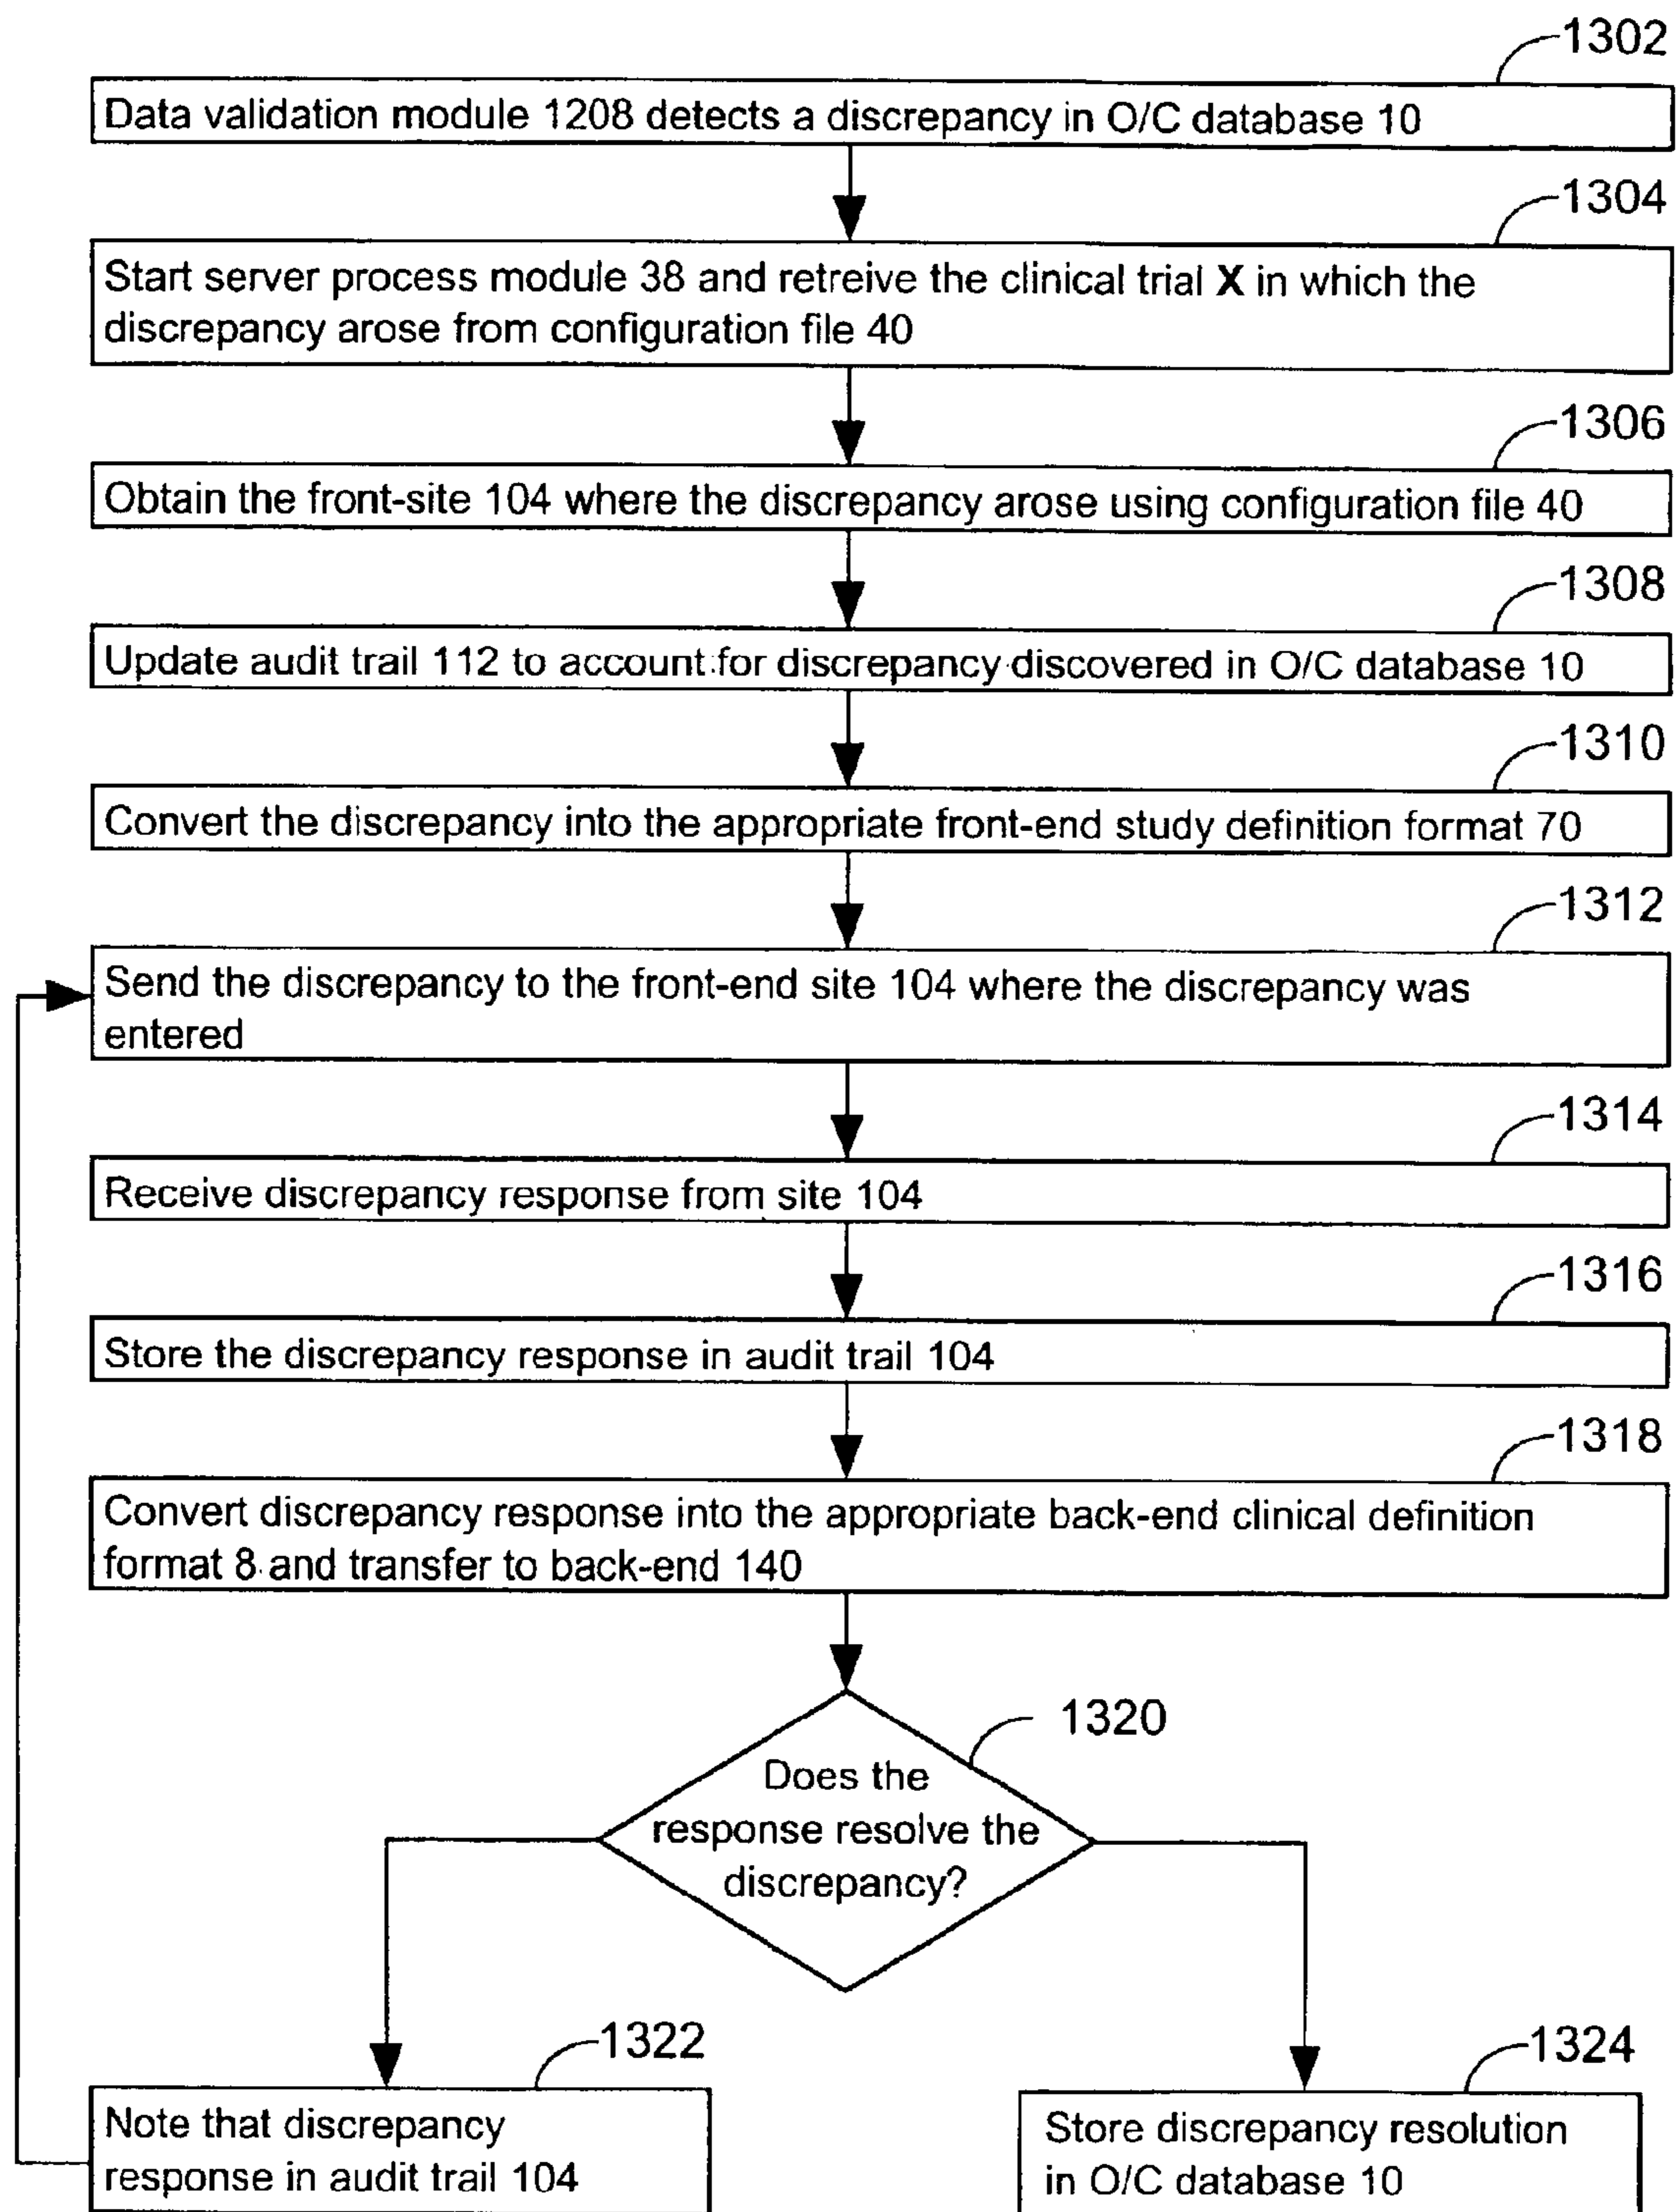 1302
Data validation module 1208 detects a discrepancy in O/C database 10
1304
Start server process module 38 and retreive the clinical trial X in which the
discrepancy arose from configuration file 40
1306
Obtain the front-site 104 where the discrepancy arose using configuration file 40
1308
Update audit trail 112 to account for discrepancy discovered in O/C database 10
1310
Convert the discrepancy into the appropriate front-end study definition format 70
1312
Send the discrepancy to the front-end site 104 where the discrepancy was
entered
1314
Receive discrepancy response from site 104
1316
Store the discrepancy response in audit trail 104
1318
Convert discrepancy response into the appropriate back-end clinical definition
format 8 and transfer to back-end 140
1320
Does the
response resolve the
discrepancy?
1322
Note that discrepancy
response in audit trail 104
1324
Store discrepancy resolution
in O/C database 10